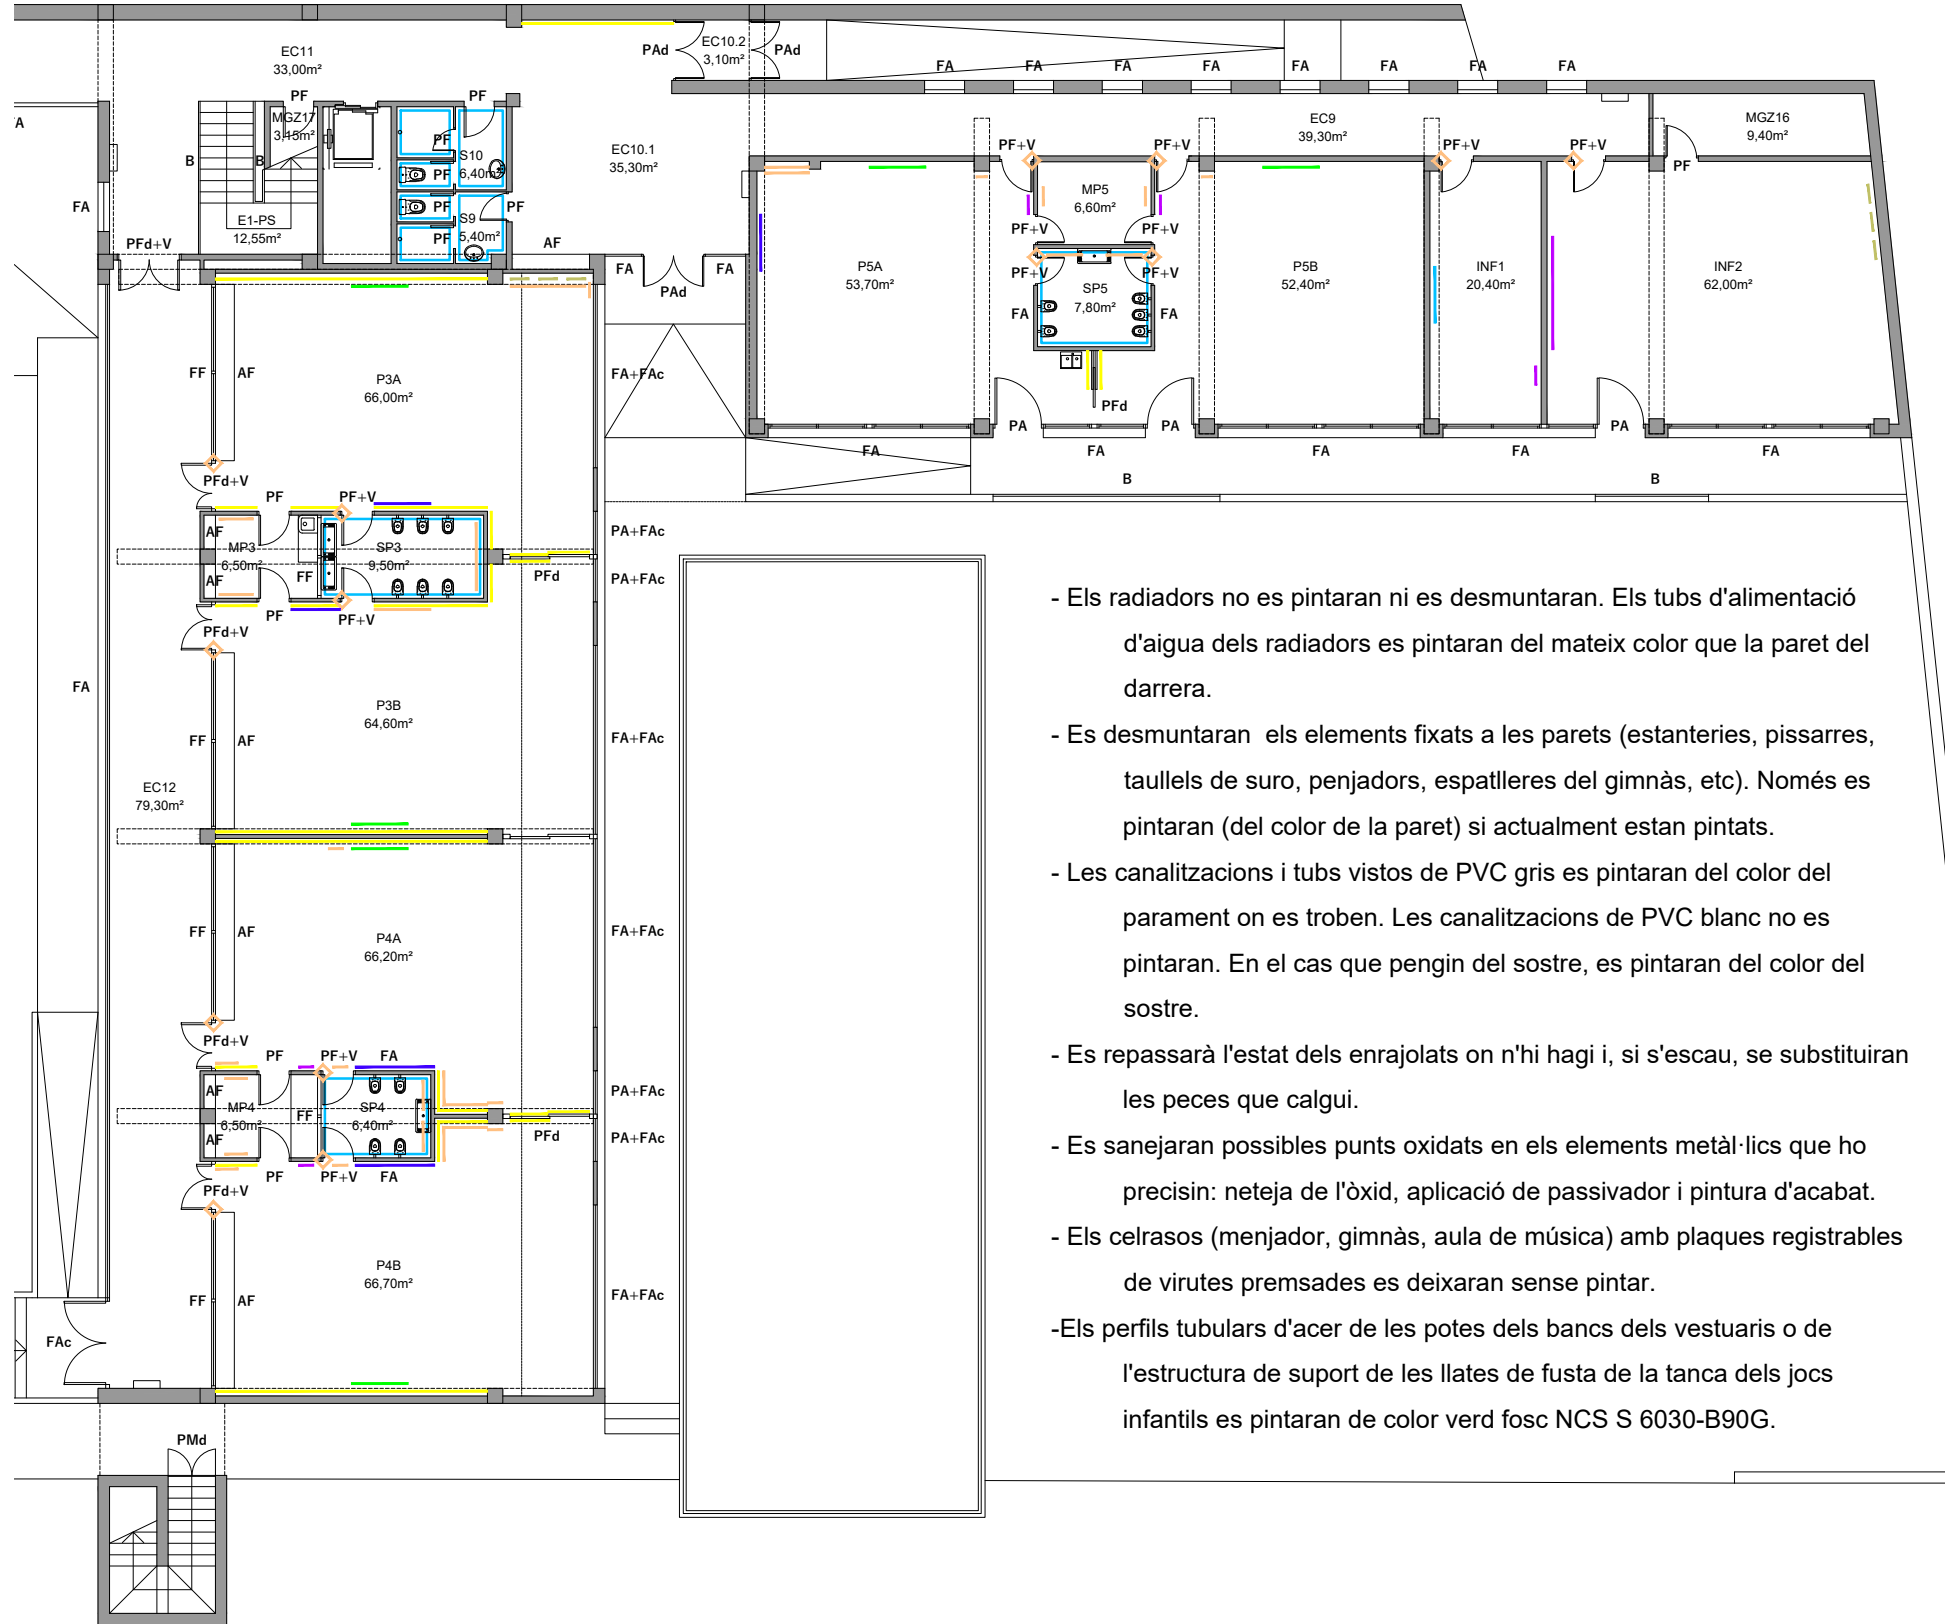 EC11
33,00m²
PAd
EC10.2
3,10m²
PAd
FA
FA
FA
FA
FA
FA
FA
FA
FA
PF
MGZ17
3,15m²
PF
PF
S10
6,40m²
PF
PF
S9
5,40m²
PF
PF
B
B
E1-PS
12,55m²
EC10.1
35,30m²
EC9
39,30m²
MGZ16
9,40m²
PF
PF+V
PF+V
PF+V
PF+V
MP5
6,60m²
PF+V
PF+V
FA
PFd+V
AF
FA
FA
PAd
P5A
53,70m²
PF+V
PF+V
SP5
7,80m²
FA
FA
P5B
52,40m²
INF1
20,40m²
INF2
62,00m²
PFd
PA
PA
PA
FA
FA
FA
FA
FA
B
B
FF
AF
P3A
66,00m²
FA+FAc
PFd+V
PF
PF+V
AF
MP3
6,50m²
AF
FF
SP3
9,50m²
PFd
PA+FAc
PA+FAc
PF
PF+V
PFd+V
FA
P3B
64,60m²
FF
AF
FA+FAc
EC12
79,30m²
FF
AF
P4A
66,20m²
FA+FAc
PFd+V
PF
PF+V
FA
AF
MP4
6,50m²
AF
FF
SP4
6,40m²
PFd
PA+FAc
PA+FAc
PF
PF+V
FA
PFd+V
P4B
66,70m²
FF
AF
FA+FAc
FAc
PMd
- Els radiadors no es pintaran ni es desmuntaran. Els tubs d'alimentació
d'aigua dels radiadors es pintaran del mateix color que la paret del
darrera.
- Es desmuntaran els elements fixats a les parets (estanteries, pissarres,
taullels de suro, penjadors, espatlleres del gimnàs, etc). Només es
pintaran (del color de la paret) si actualment estan pintats.
- Les canalitzacions i tubs vistos de PVC gris es pintaran del color del
parament on es troben. Les canalitzacions de PVC blanc no es
pintaran. En el cas que pengin del sostre, es pintaran del color del
sostre.
- Es repassarà l'estat dels enrajolats on n'hi hagi i, si s'escau, se substituiran
les peces que calgui.
- Es sanejaran possibles punts oxidats en els elements metàl·lics que ho
precisin: neteja de l'òxid, aplicació de passivador i pintura d'acabat.
- Els celrasos (menjador, gimnàs, aula de música) amb plaques registrables
de virutes premsades es deixaran sense pintar.
-Els perfils tubulars d'acer de les potes dels bancs dels vestuaris o de
l'estructura de suport de les llates de fusta de la tanca dels jocs
infantils es pintaran de color verd fosc NCS S 6030-B90G.